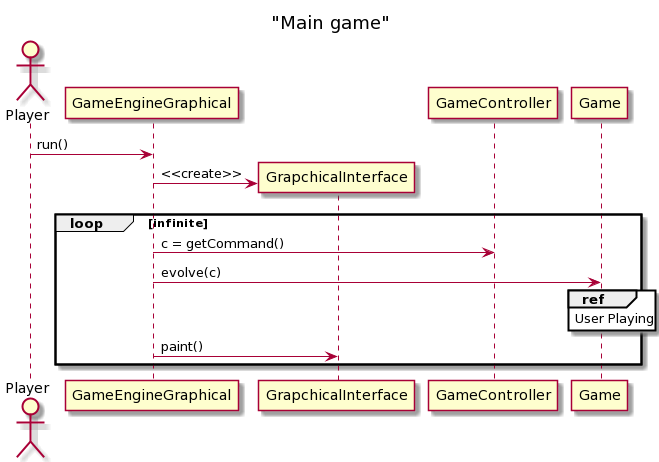 "Main game"
Player
GameEngineGraphical
GameController
Game
run()
<<create>>
GrapchicalInterface
loop
[infinite]
c = getCommand()
evolve(c)
ref
User Playing
paint()
Player
GameEngineGraphical
GrapchicalInterface
GameController
Game